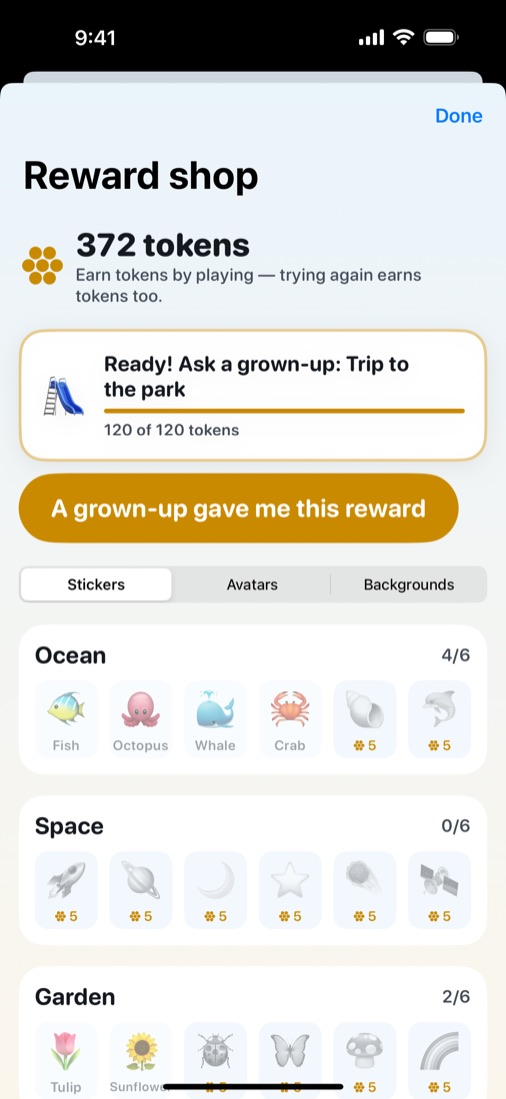 9:41
Done
Reward shop
372 tokens
Earn tokens by playing — trying again earns
tokens too.
Ready! Ask a grown-up: Trip to
the park
120 of 120 tokens
A grown-up gave me this reward
Stickers Avatars Backgrounds
Ocean 4/6
Fish Octopus Whale Crab 5 5
Space 0/6
5 5 5 5 5 5
Garden 2/6
Tulip 5 5 5 5